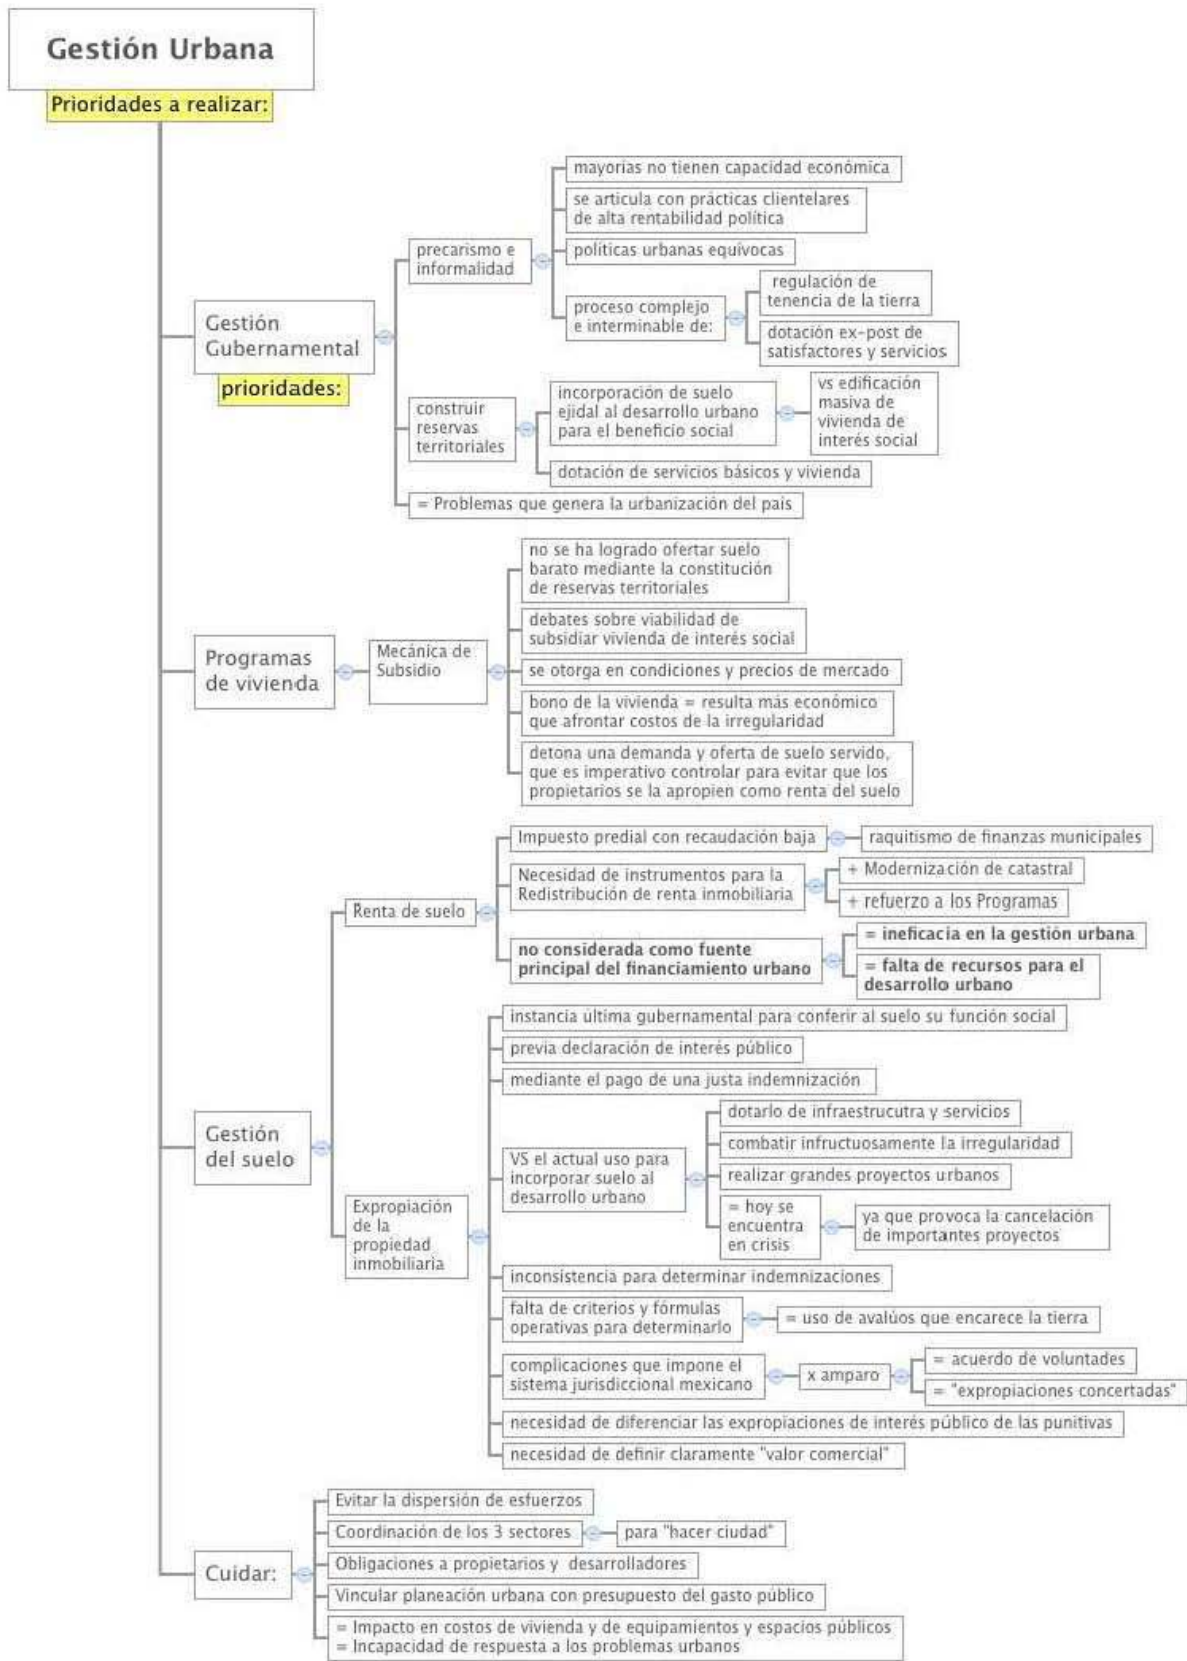 Gestión Urbana
Prioridades a realizar:
Gestión
Gubernamental
prioridades:
precarismo e
informalidad
mayorías no tienen capacidad económica
se articula con prácticas clientelares
de alta rentabilidad política
políticas urbanas equívocas
proceso complejo
e interminable de:
regulación de
tenencia de la tierra
dotación ex-post de
satisfactores y servicios
construir
reservas
territoriales
incorporación de suelo
ejidal al desarrollo urbano
para el beneficio social
vs edificación
masiva de
vivienda de
interés social
dotación de servicios básicos y vivienda
= Problemas que genera la urbanización del país
Programas
de vivienda
Mecánica de
Subsidio
no se ha logrado ofertar suelo
barato mediante la constitución
de reservas territoriales
debates sobre viabilidad de
subsidiar vivienda de interés social
se otorga en condiciones y precios de mercado
bono de la vivienda = resulta más económico
que afrontar costos de la irregularidad
detona una demanda y oferta de suelo servido,
que es imperativo controlar para evitar que los
propietarios se la apropien como renta del suelo
Gestión
del suelo
Renta de suelo
Impuesto predial con recaudación baja
raquitismo de finanzas municipales
Necesidad de instrumentos para la
Redistribución de renta inmobiliaria
+ Modernización de catastral
+ refuerzo a los Programas
no considerada como fuente
principal del financiamiento urbano
= ineficacia en la gestión urbana
= falta de recursos para el
desarrollo urbano
Expropiación
de la
propiedad
inmobiliaria
instancia última gubernamental para conferir al suelo su función social
previa declaración de interés público
mediante el pago de una justa indemnización
VS el actual uso para
incorporar suelo al
desarrollo urbano
dotarlo de infraestrucutra y servicios
combatir infructuosamente la irregularidad
realizar grandes proyectos urbanos
= hoy se
encuentra
en crisis
ya que provoca la cancelación
de importantes proyectos
inconsistencia para determinar indemnizaciones
falta de criterios y fórmulas
operativas para determinarlo
= uso de avalúos que encarece la tierra
complicaciones que impone el
sistema jurisdiccional mexicano
x amparo
= acuerdo de voluntades
= "expropiaciones concertadas"
necesidad de diferenciar las expropiaciones de interés público de las punitivas
necesidad de definir claramente "valor comercial"
Cuidar:
Evitar la dispersión de esfuerzos
Coordinación de los 3 sectores
para "hacer ciudad"
Obligaciones a propietarios y desarrolladores
Vincular planeación urbana con presupuesto del gasto público
= Impacto en costos de vivienda y de equipamientos y espacios públicos
= Incapacidad de respuesta a los problemas urbanos